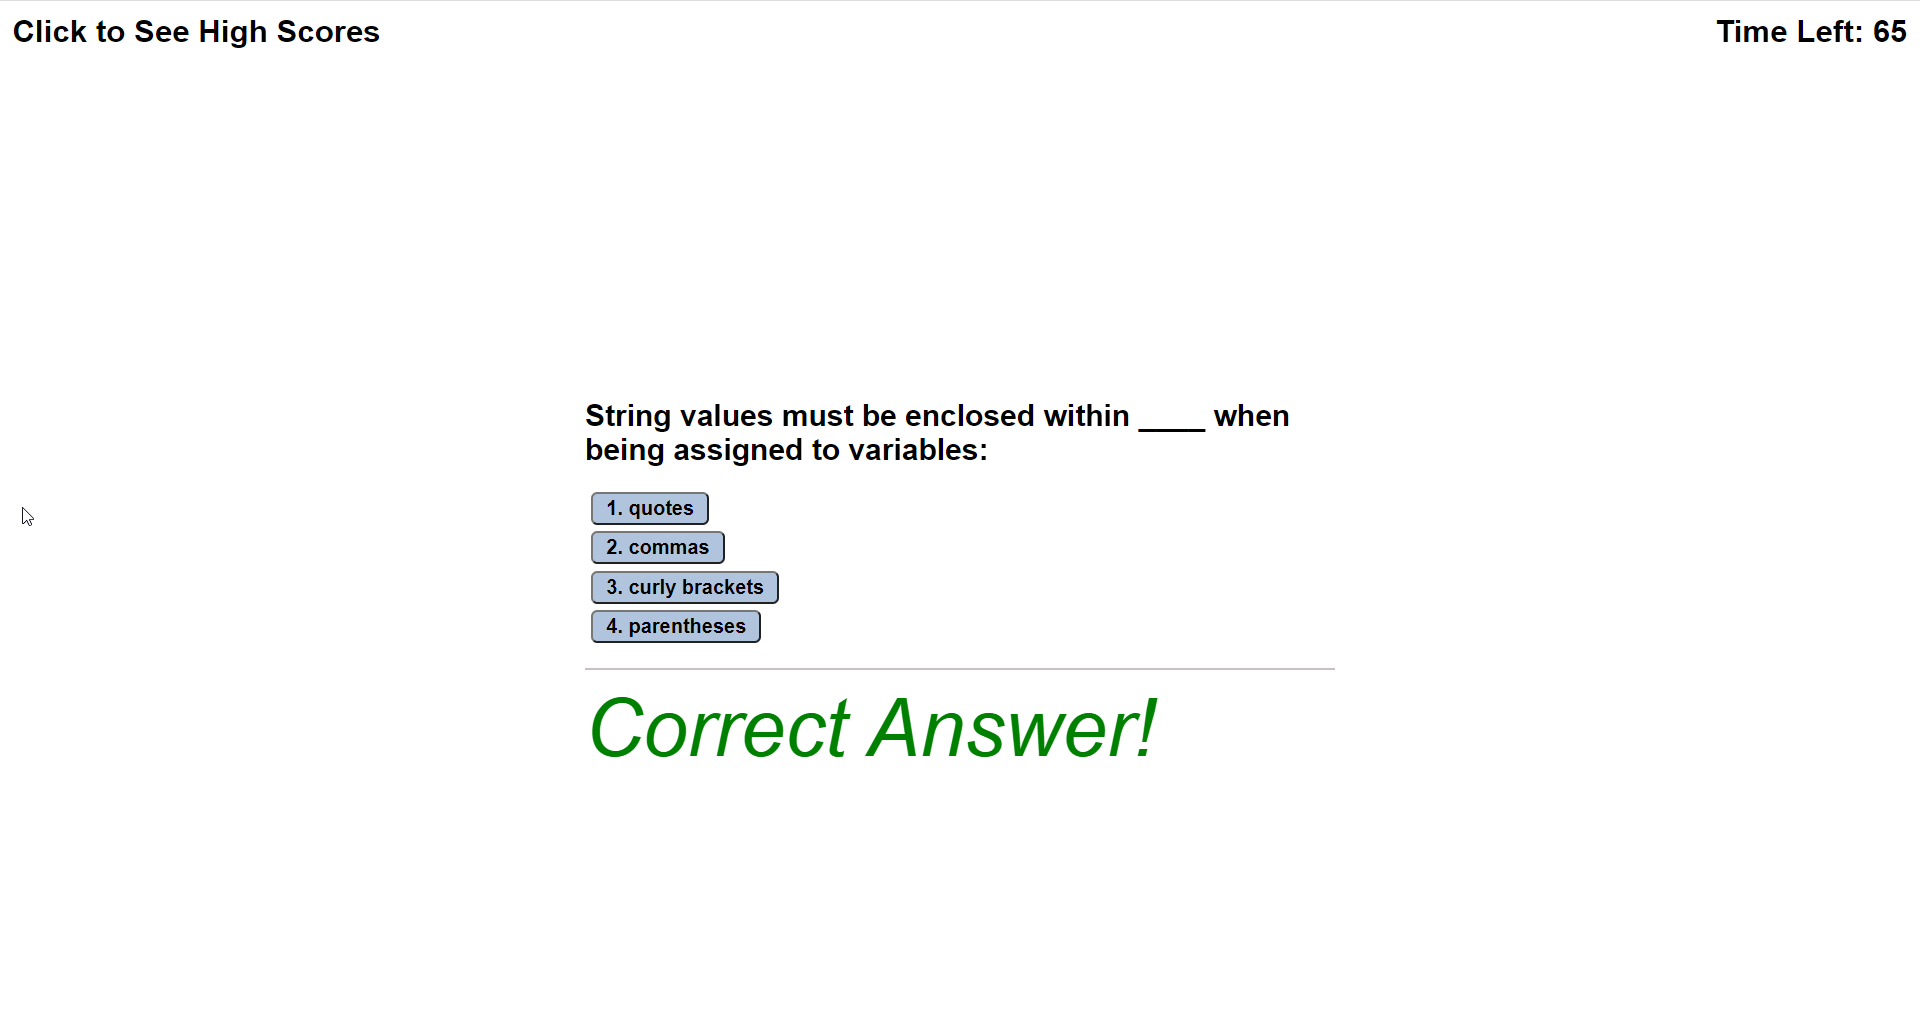 Click to See High Scores
Time Left: 65
String values must be enclosed within ____ when
being assigned to variables:
1. quotes
2. commas
3. curly brackets
4. parentheses
Correct Answer!